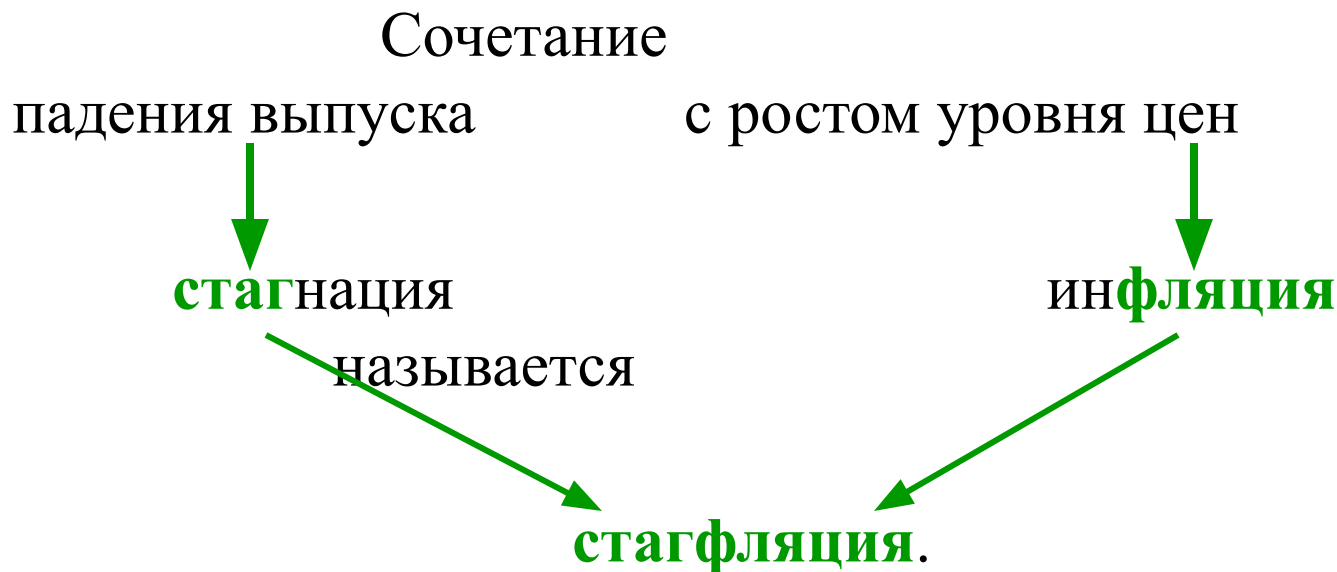 Сочетание
падения выпуска с ростом уровня цен
стагнация инфляция
называется
стагфляция.